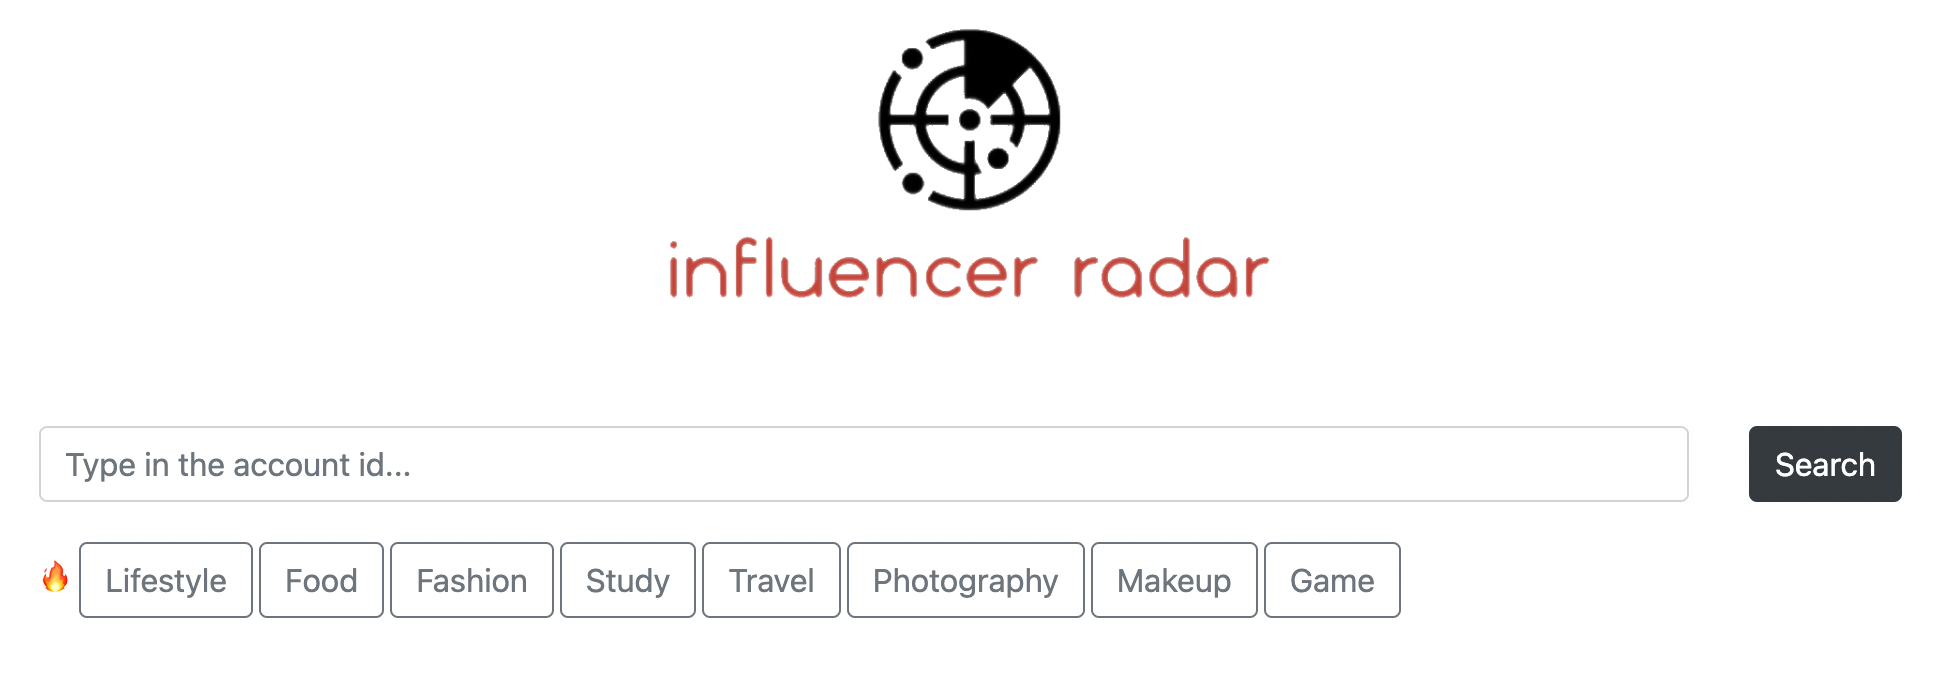 influencer radar
Type in the account id...
Search
🔥 Lifestyle Food Fashion Study Travel Photography Makeup Game